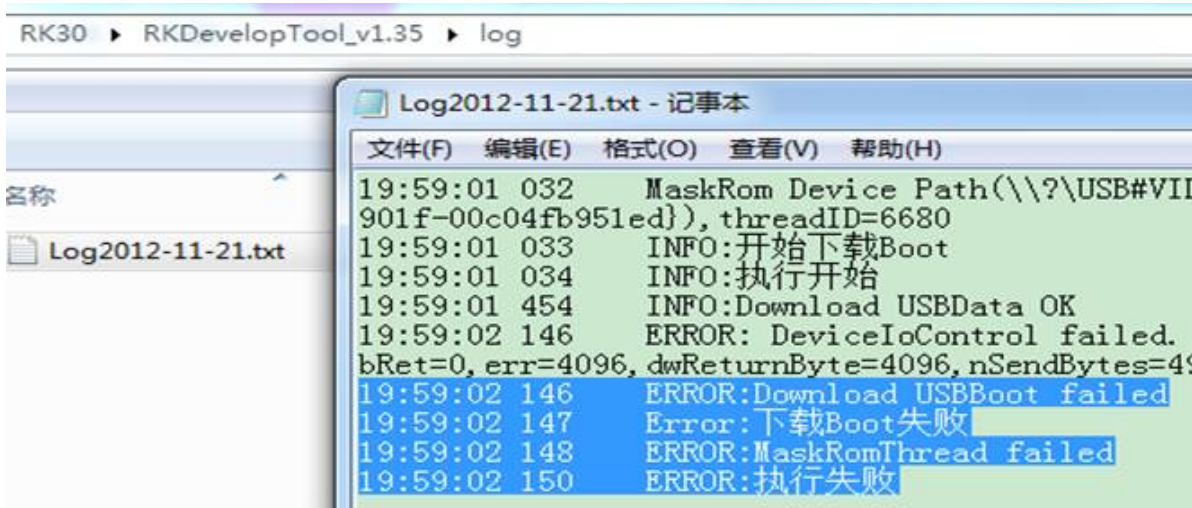 RK30 ▸ RKDevelopTool_v1.35 ▸ log
Log2012-11-21.txt - 记事本
文件(F) 编辑(E) 格式(O) 查看(V) 帮助(H)
名称
Log2012-11-21.txt
19:59:01 032 MaskRom Device Path(\\?\USB#VID
901f-00c04fb951ed}),threadID=6680
19:59:01 033 INFO:开始下载Boot
19:59:01 034 INFO:执行开始
19:59:01 454 INFO:Download USBData OK
19:59:02 146 ERROR: DeviceIoControl failed.
bRet=0,err=4096,dwReturnByte=4096,nSendBytes=49
19:59:02 146 ERROR:Download USBBoot failed
19:59:02 147 Error:下载Boot失败
19:59:02 148 ERROR:MaskRomThread failed
19:59:02 150 ERROR:执行失败